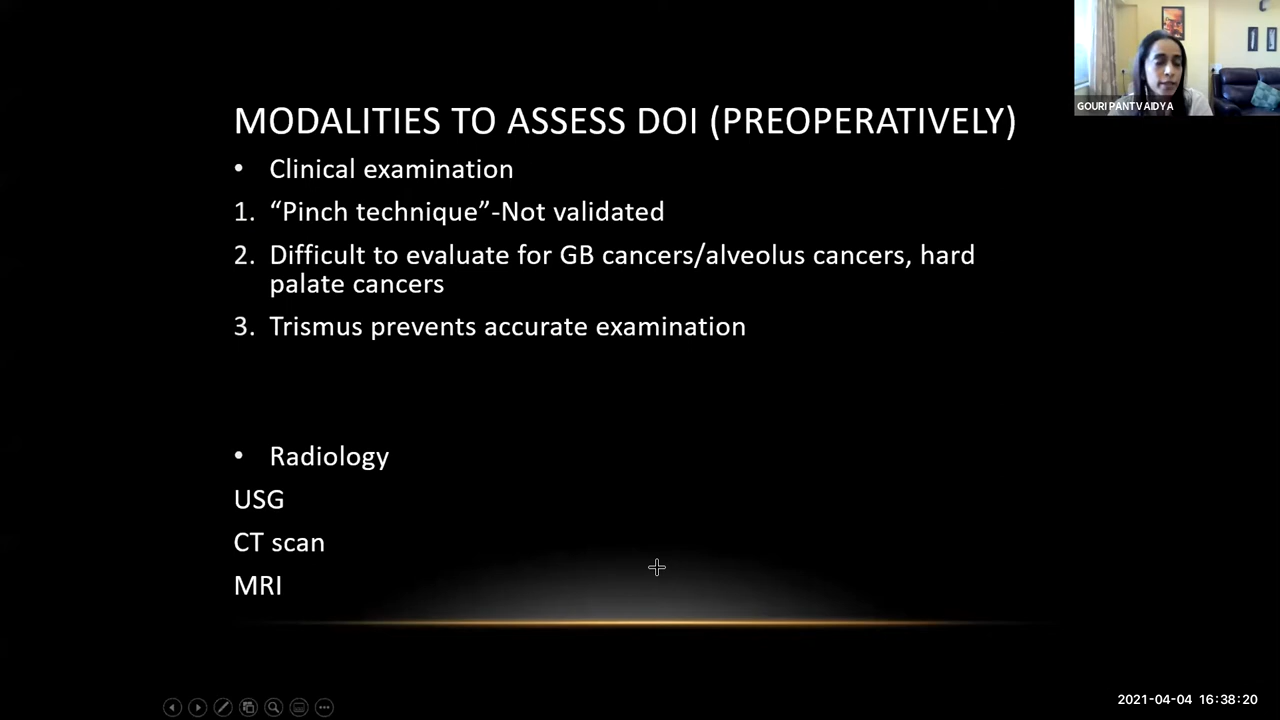 MODALITIES TO ASSESS DOI (PREOPERATIVELY)
• Clinical examination
1. “Pinch technique”-Not validated
2. Difficult to evaluate for GB cancers/alveolus cancers, hard
palate cancers
3. Trismus prevents accurate examination
• Radiology
USG
CT scan
MRI
GOURI PANTVAIDYA
2021-04-04 16:38:20